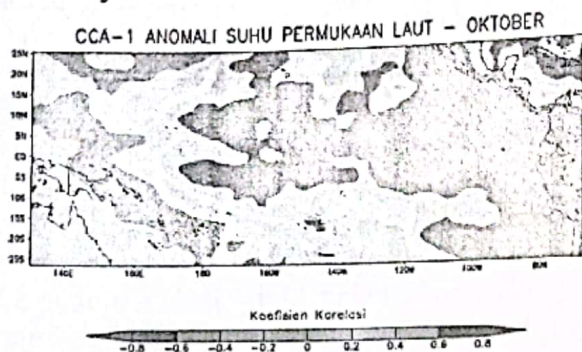 CCA-1 ANOMALI SUHU PERMUKAAN LAUT - OKTOBER
25N
20N
15N
10N
5N
EQ
5S
10S
15S
20S
25S
140E 160E 180 160W 140W 120W 100W 80W
Koefisien Korelasi
-0.8 -0.6 -0.4 -0.2 0 0.2 0.4 0.6 0.8